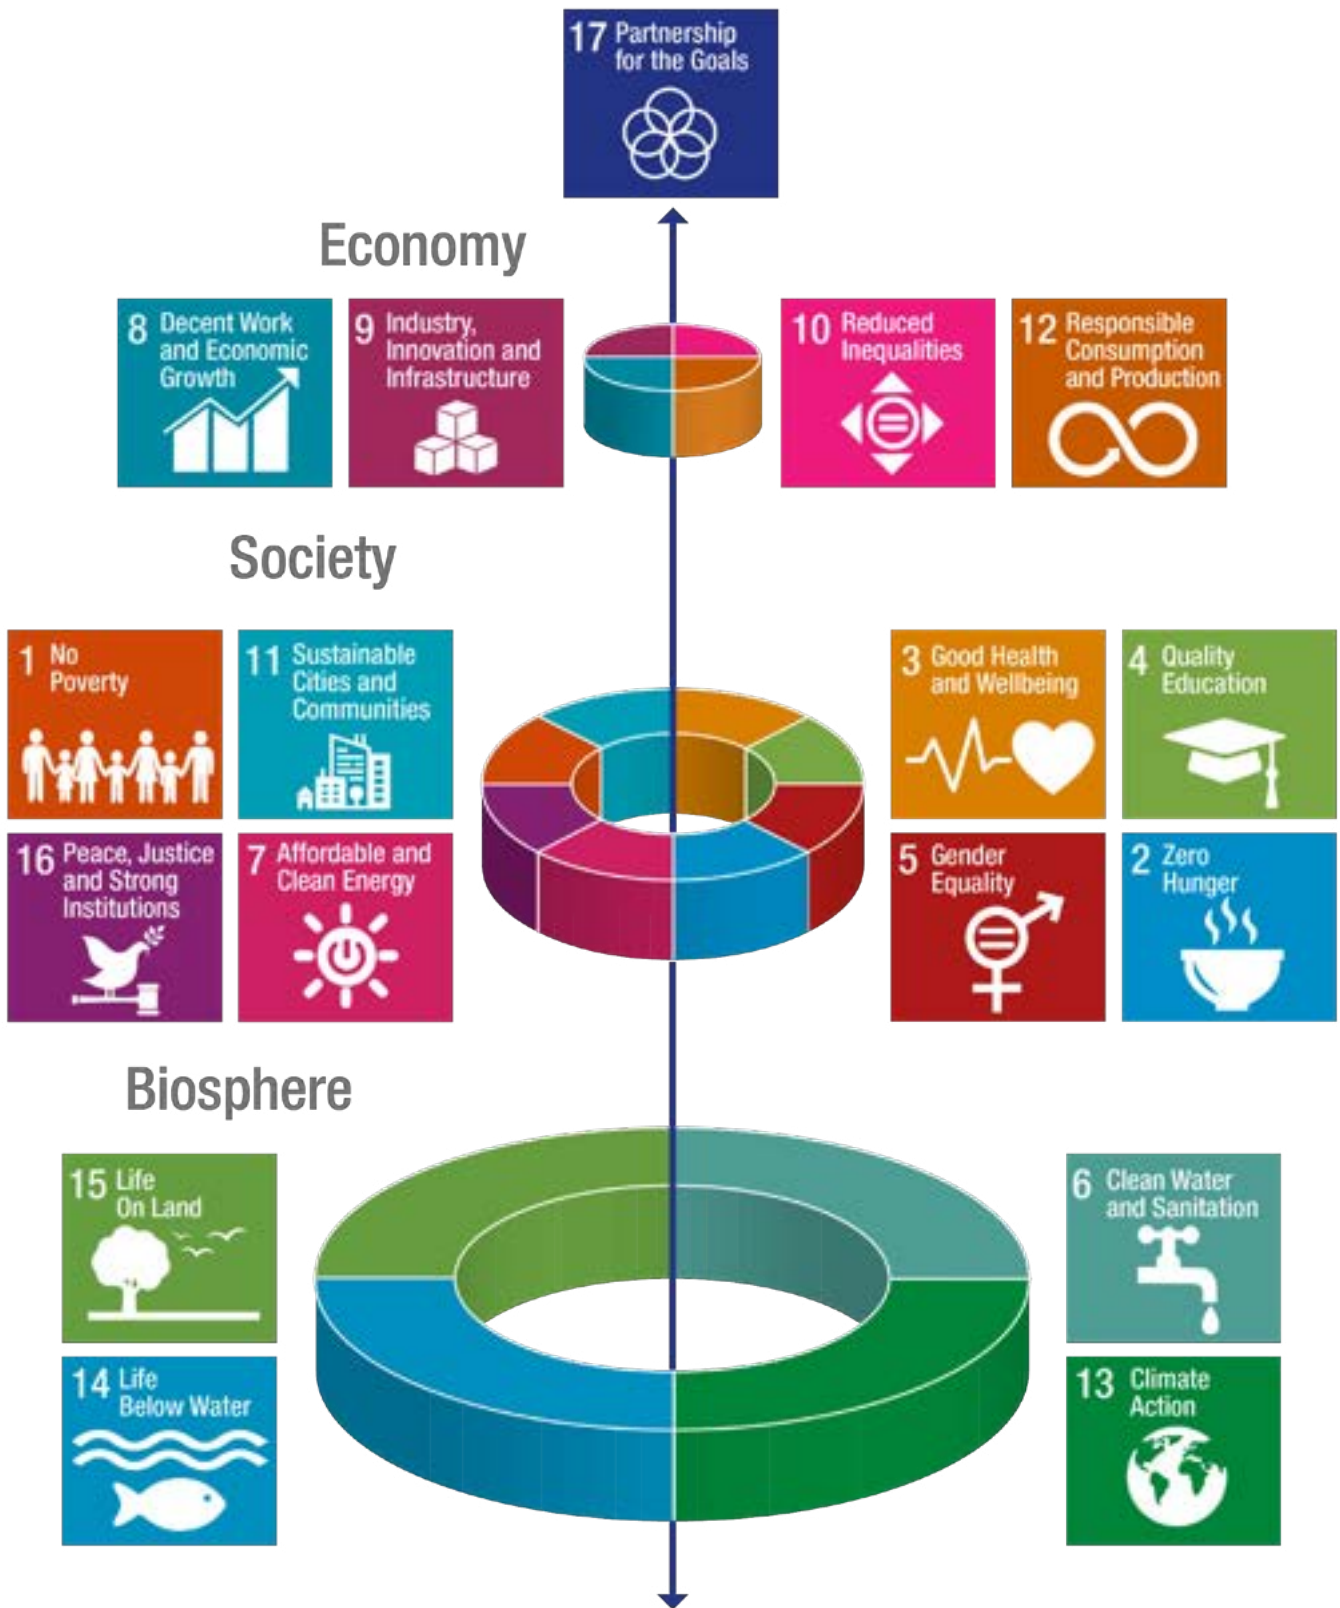 17 Partnership
for the Goals
Economy
8 Decent Work
and Economic
Growth
9 Industry,
Innovation and
Infrastructure
10 Reduced
Inequalities
12 Responsible
Consumption
and Production
Society
1 No
Poverty
11 Sustainable
Cities and
Communities
3 Good Health
and Wellbeing
4 Quality
Education
16 Peace, Justice
and Strong
Institutions
7 Affordable and
Clean Energy
5 Gender
Equality
2 Zero
Hunger
Biosphere
15 Life
On Land
6 Clean Water
and Sanitation
14 Life
Below Water
13 Climate
Action